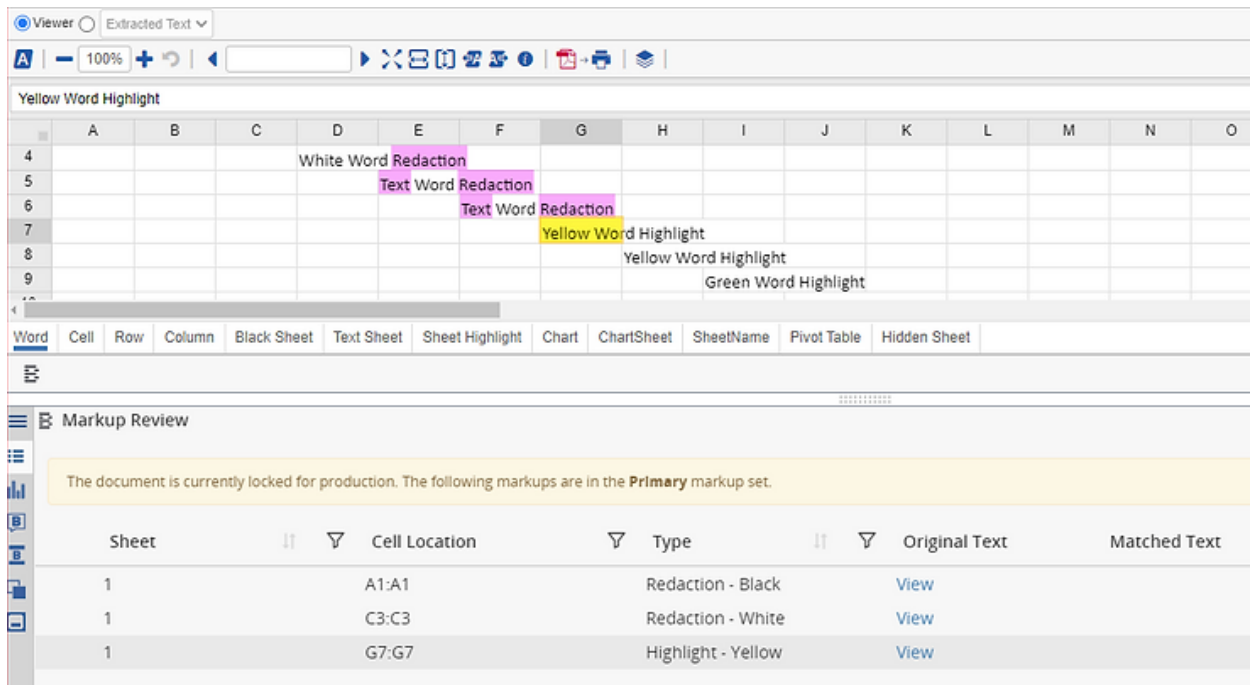 Viewer Extracted Text
100%
Yellow Word Highlight
A B C D E F G H I J K L M N O
4 White Word Redaction
5 Text Word Redaction
6 Text Word Redaction
7 Yellow Word Highlight
8 Yellow Word Highlight
9 Green Word Highlight
Word Cell Row Column Black Sheet Text Sheet Sheet Highlight Chart ChartSheet SheetName Pivot Table Hidden Sheet
Markup Review
The document is currently locked for production. The following markups are in the Primary markup set.
Sheet Cell Location Type Original Text Matched Text
1 A1:A1 Redaction - Black View
1 C3:C3 Redaction - White View
1 G7:G7 Highlight - Yellow View